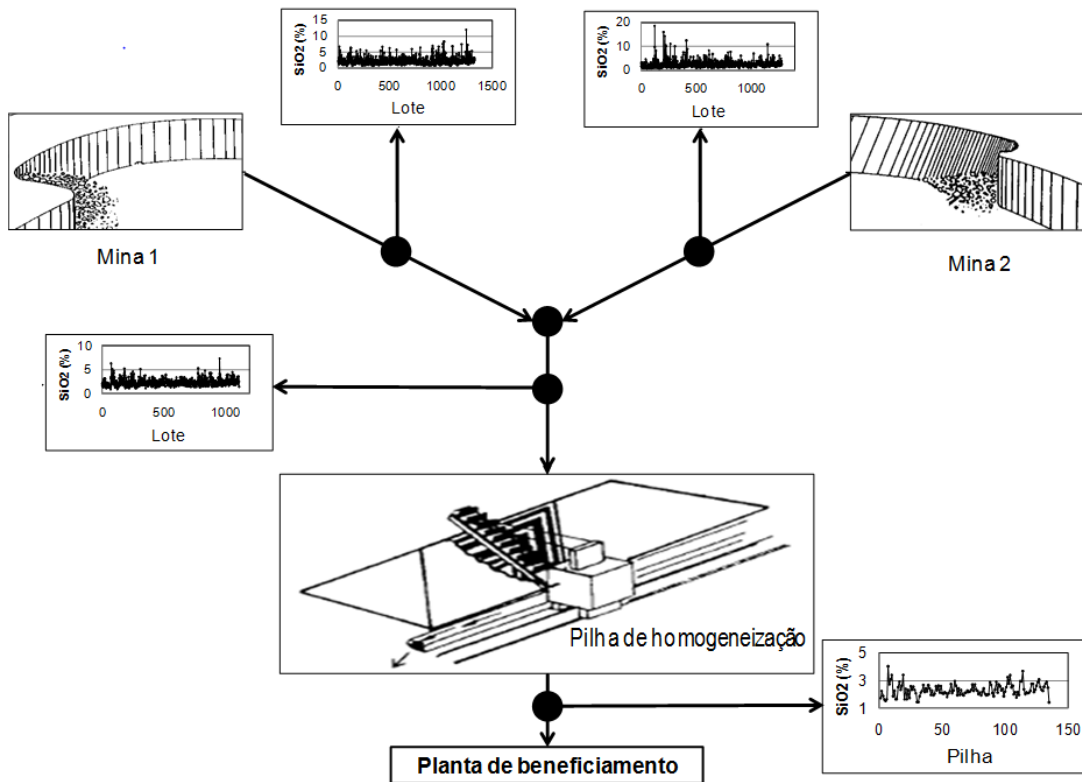 15
10
5
0
SiO2 (%)
0 500 1000 1500
Lote
20
10
0
SiO2 (%)
0 500 1000
Lote
Mina 1
Mina 2
10
5
0
SiO2 (%)
0 500 1000
Lote
Pilha de homogeneização
5
3
1
SiO2 (%)
0 50 100 150
Pilha
Planta de beneficiamento